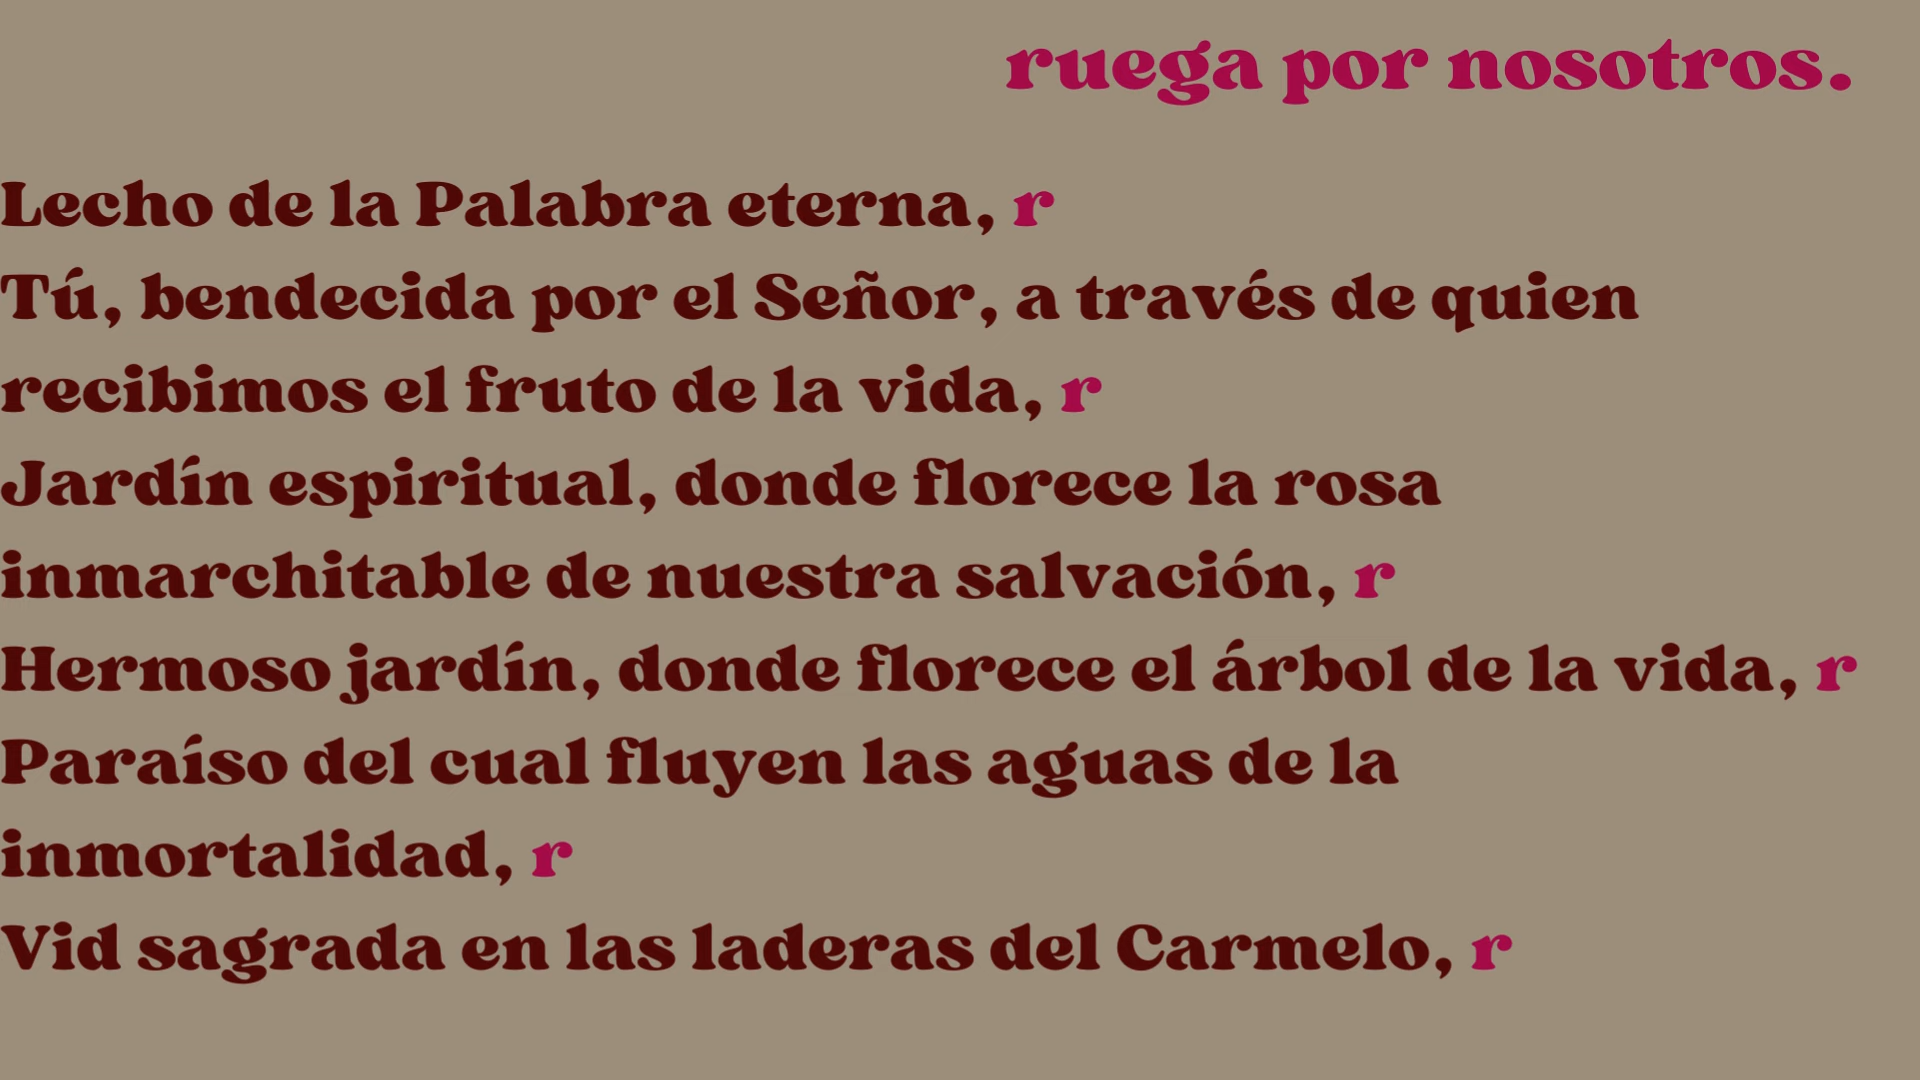 ruega por nosotros.
Lecho de la Palabra eterna, r
Tú, bendecida por el Señor, a través de quien
recibimos el fruto de la vida, r
Jardín espiritual, donde florece la rosa
inmarchitable de nuestra salvación, r
Hermoso jardín, donde florece el árbol de la vida, r
Paraíso del cual fluyen las aguas de la
inmortalidad, r
Vid sagrada en las laderas del Carmelo, r